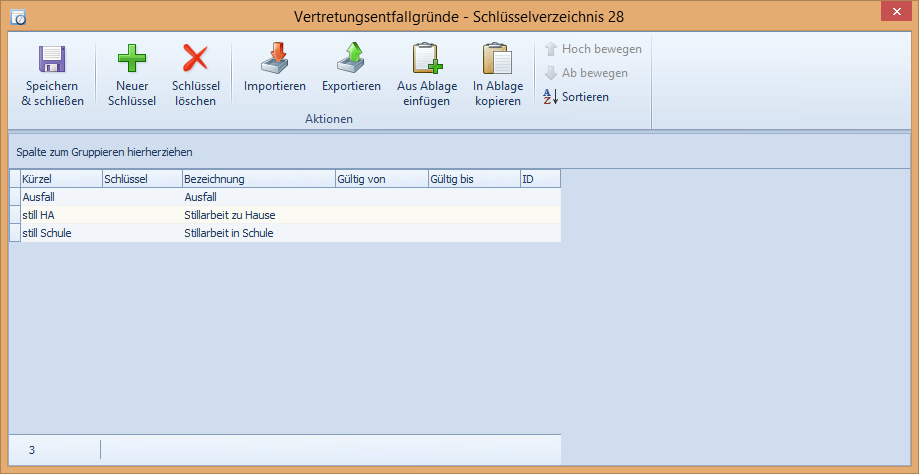 Vertretungsentfallgründe - Schlüsselverzeichnis 28
Speichern
& schließen
Neuer
Schlüssel
Schlüssel
löschen
Importieren
Exportieren
Aus Ablage
einfügen
In Ablage
kopieren
Hoch bewegen
Ab bewegen
Sortieren
Aktionen
Spalte zum Gruppieren hierherziehen
Kürzel Schlüssel Bezeichnung Gültig von Gültig bis ID
Ausfall Ausfall
still HA Stillarbeit zu Hause
still Schule Stillarbeit in Schule
3